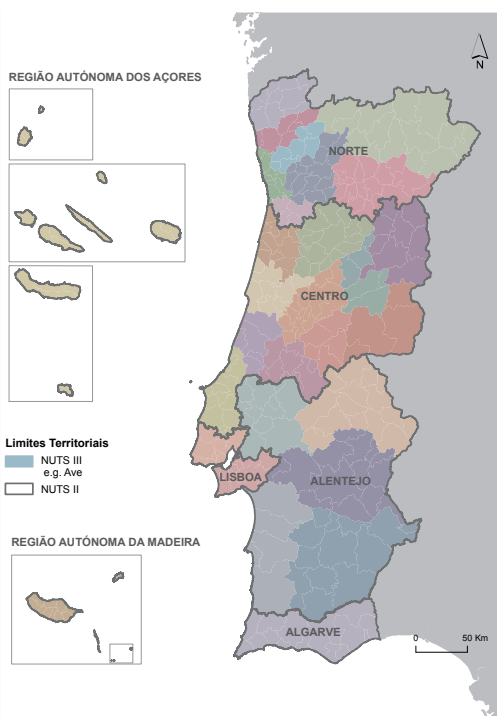 REGIÃO AUTÓNOMA DOS AÇORES
N
NORTE
CENTRO
Limites Territoriais
NUTS III
e.g. Ave
NUTS II
LISBOA
ALENTEJO
REGIÃO AUTÓNOMA DA MADEIRA
ALGARVE
0 50 Km